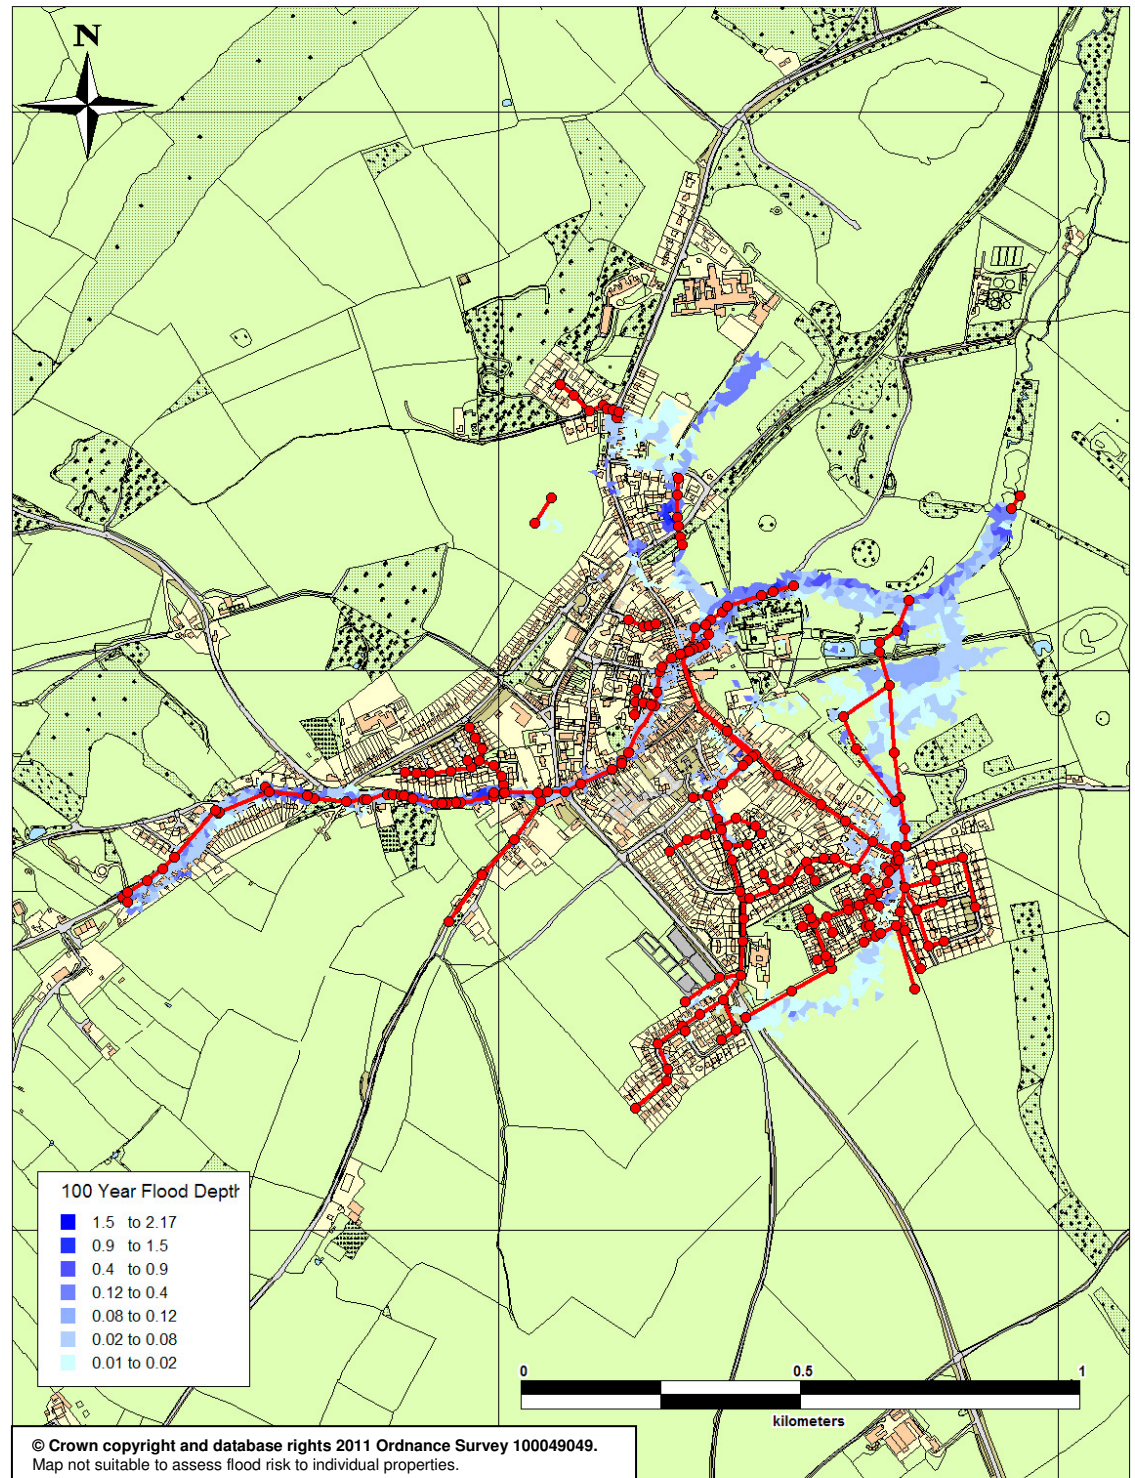 N
100 Year Flood Depth
1.5 to 2.17
0.9 to 1.5
0.4 to 0.9
0.12 to 0.4
0.08 to 0.12
0.02 to 0.08
0.01 to 0.02
0 0.5 1
kilometers
© Crown copyright and database rights 2011 Ordnance Survey 100049049.
Map not suitable to assess flood risk to individual properties.